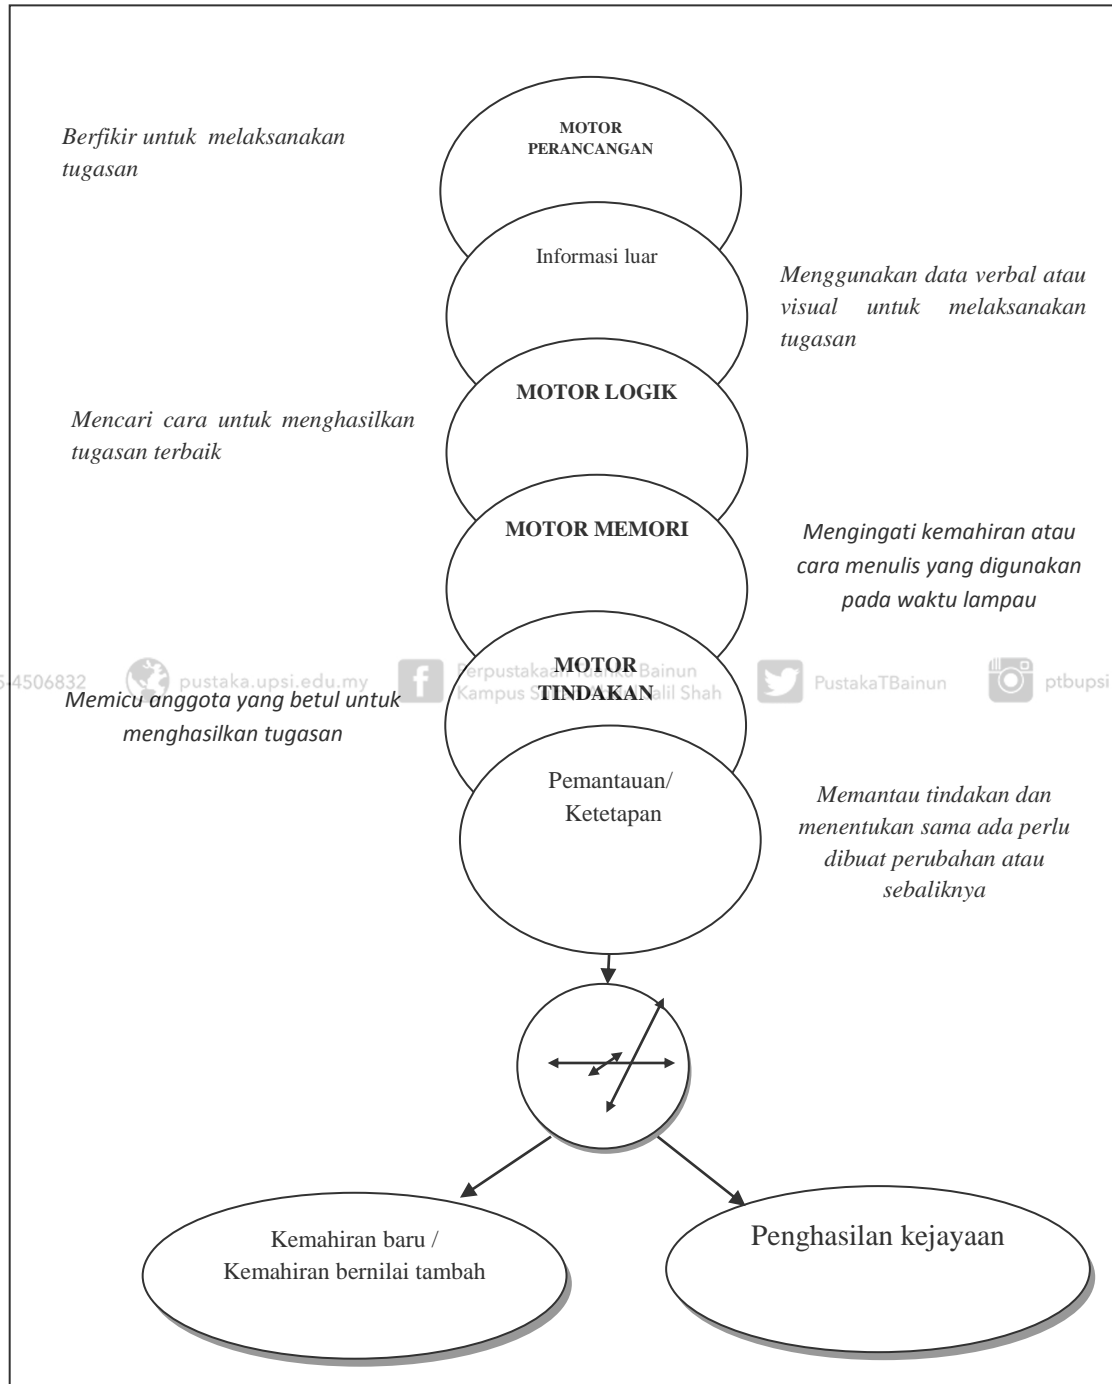 MOTOR
PERANCANGAN
Berfikir untuk melaksanakan
tugasan
Informasi luar
Menggunakan data verbal atau
visual untuk melaksanakan
tugasan
MOTOR LOGIK
Mencari cara untuk menghasilkan
tugasan terbaik
MOTOR MEMORI
Mengingati kemahiran atau
cara menulis yang digunakan
pada waktu lampau
MOTOR
TINDAKAN
5-4506832
pustaka.upsi.edu.my
Perpustakaan Tuanku Bainun
Kampus Sultan Abdul Jalil Shah
PustakaTBainun
ptbupsi
Memicu anggota yang betul untuk
menghasilkan tugasan
Pemantauan/
Ketetapan
Memantau tindakan dan
menentukan sama ada perlu
dibuat perubahan atau
sebaliknya
Kemahiran baru /
Kemahiran bernilai tambah
Penghasilan kejayaan